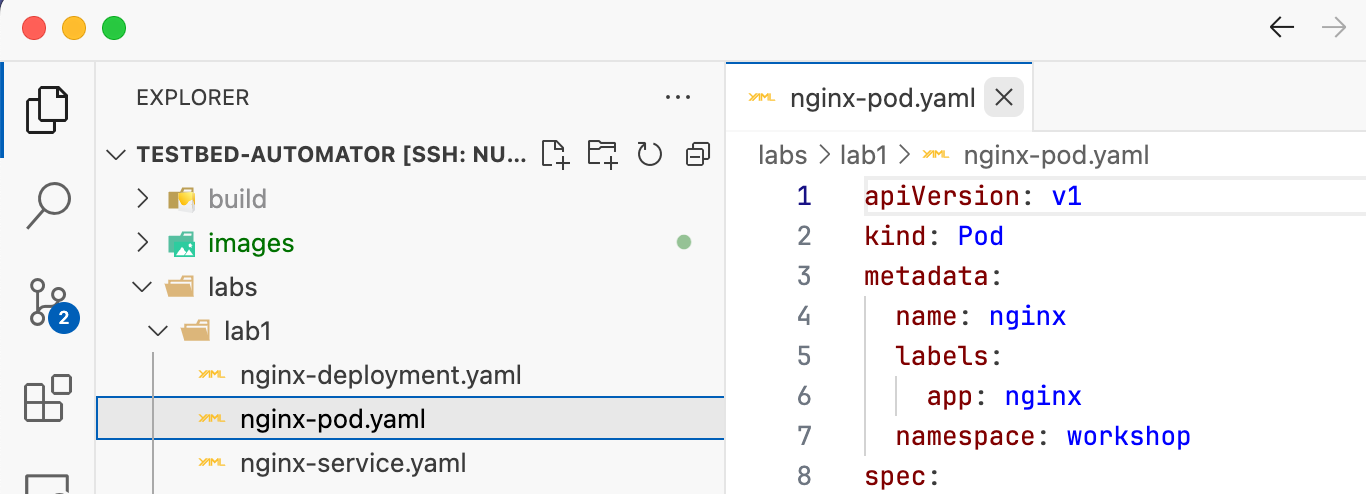 EXPLORER
TESTBED-AUTOMATOR [SSH: NU...
build
images
labs
lab1
nginx-deployment.yaml
nginx-pod.yaml
nginx-service.yaml
2
YAML nginx-pod.yaml
labs > lab1 > YAML nginx-pod.yaml
1 apiVersion: v1
2 kind: Pod
3 metadata:
4 name: nginx
5 labels:
6 app: nginx
7 namespace: workshop
8 spec: